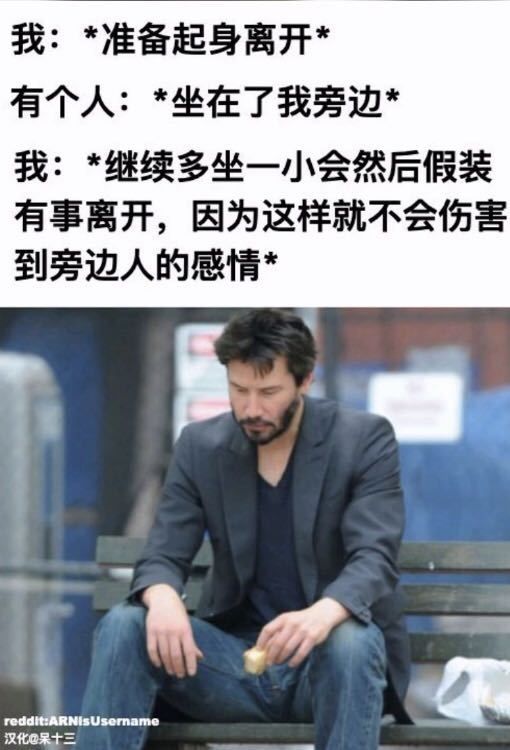 我：*准备起身离开*
有个人：*坐在了我旁边*
我：*继续多坐一小会然后假装
有事离开，因为这样就不会伤害
到旁边人的感情*
reddit:ARNisUsername
汉化@呆十三